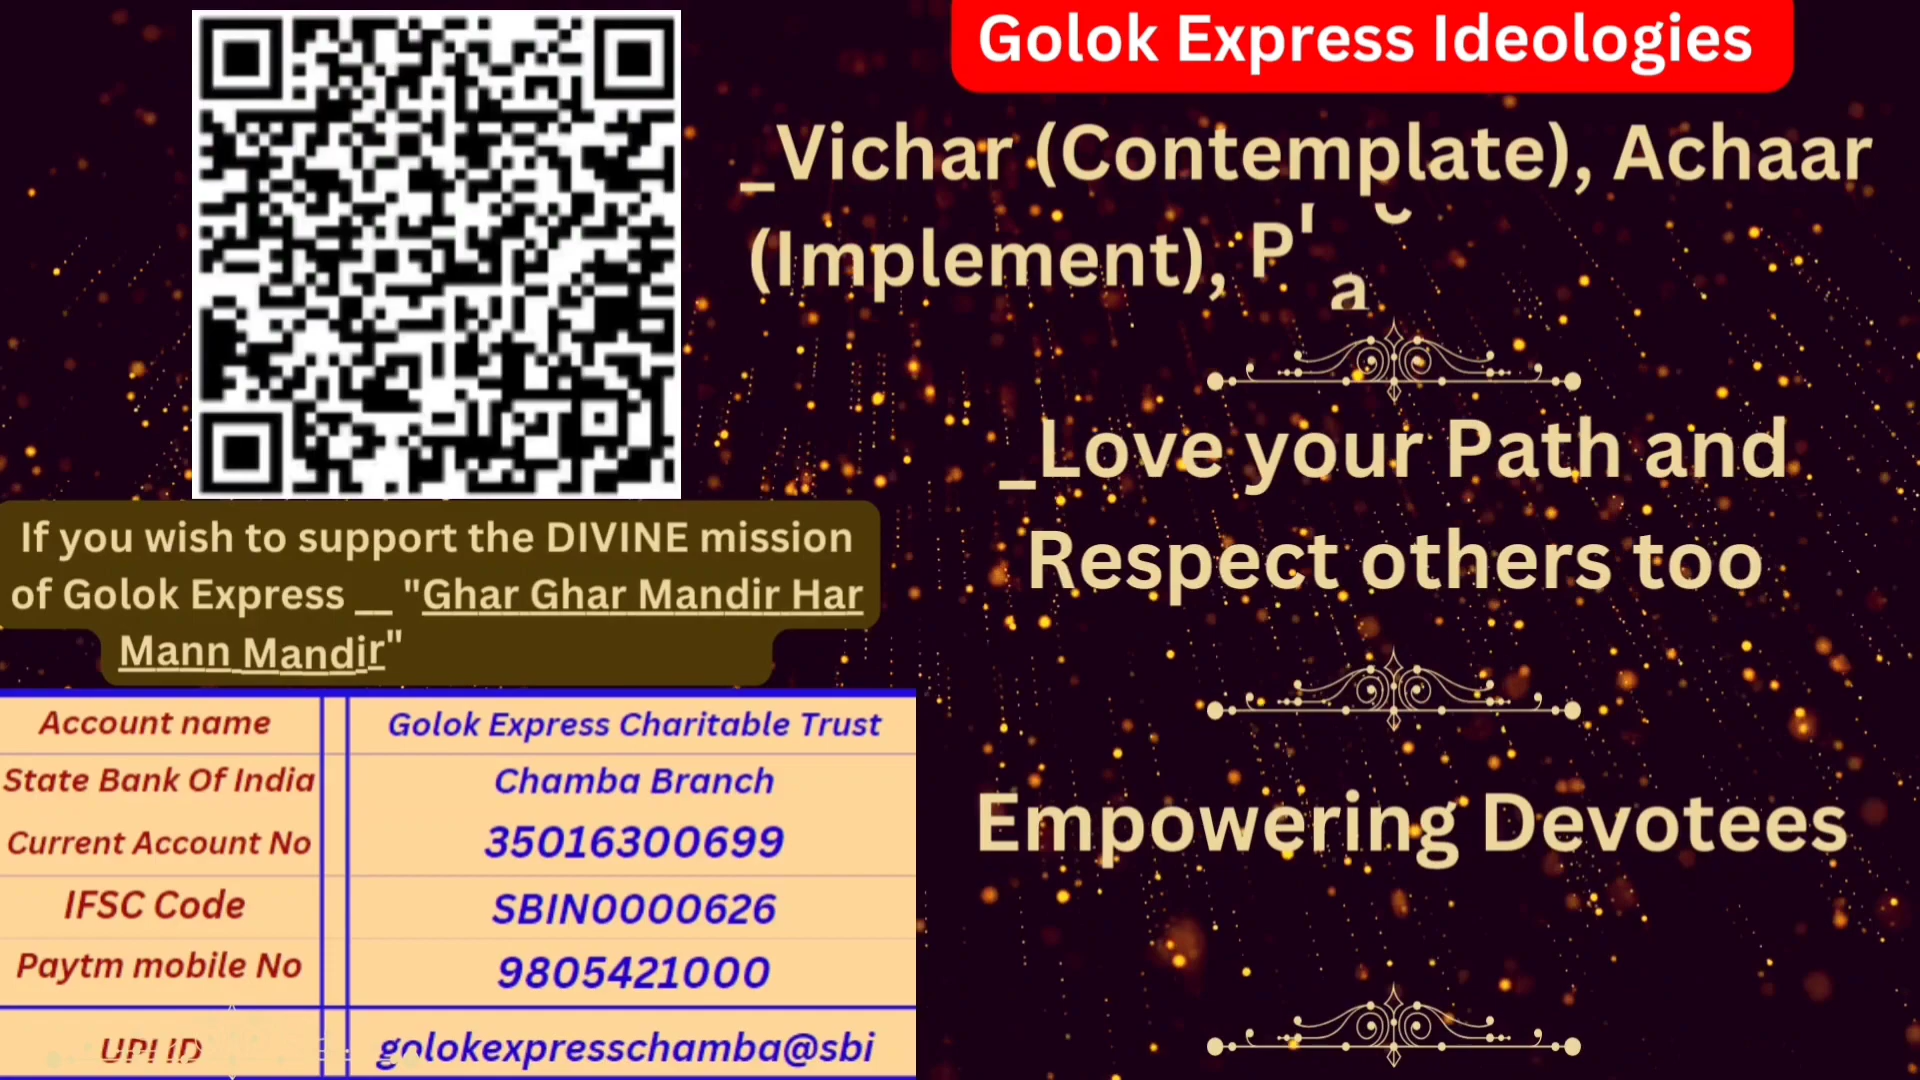 If you wish to support the DIVINE mission
of Golok Express __ "Ghar Ghar Mandir Har
Mann Mandir"
Account name Golok Express Charitable Trust
State Bank Of India Chamba Branch
Current Account No 35016300699
IFSC Code SBIN0000626
Paytm mobile No 9805421000
UPI ID golokexpresschamba@sbi
Golok Express Ideologies
_Vichar (Contemplate), Achaar
(Implement),
_Love your Path and
Respect others too
Empowering Devotees